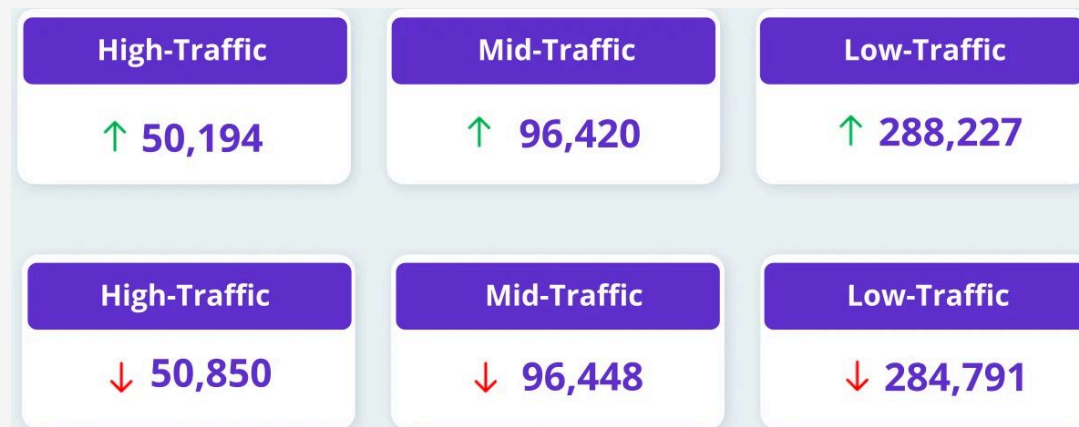 High-Traffic Mid-Traffic Low-Traffic
↑ 50,194 ↑ 96,420 ↑ 288,227
High-Traffic Mid-Traffic Low-Traffic
↓ 50,850 ↓ 96,448 ↓ 284,791